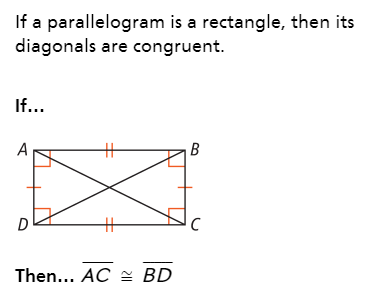 If a parallelogram is a rectangle, then its
diagonals are congruent.
If...
A B
D C
Then... AC ≅ BD